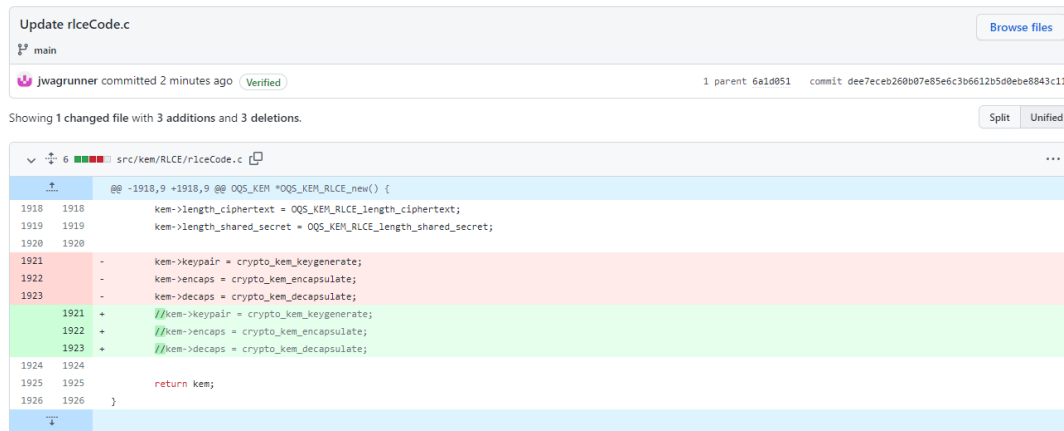 Update rlceCode.c
Browse files
main
jwagrunner committed 2 minutes ago Verified
1 parent 6a1d051 commit dee7eceb260b07e85e6c3b6612b5d0ebe8843c11
Showing 1 changed file with 3 additions and 3 deletions.
Split Unified
6 src/kem/RLCE/rlceCode.c
@@ -1918,9 +1918,9 @@ OQS_KEM *OQS_KEM_RLCE_new() {
1918 1918 kem->length_ciphertext = OQS_KEM_RLCE_length_ciphertext;
1919 1919 kem->length_shared_secret = OQS_KEM_RLCE_length_shared_secret;
1920 1920
1921 - kem->keypair = crypto_kem_keygenerate;
1922 - kem->encaps = crypto_kem_encapsulate;
1923 - kem->decaps = crypto_kem_decapsulate;
1921 + //kem->keypair = crypto_kem_keygenerate;
1922 + //kem->encaps = crypto_kem_encapsulate;
1923 + //kem->decaps = crypto_kem_decapsulate;
1924 1924
1925 1925 return kem;
1926 1926 }